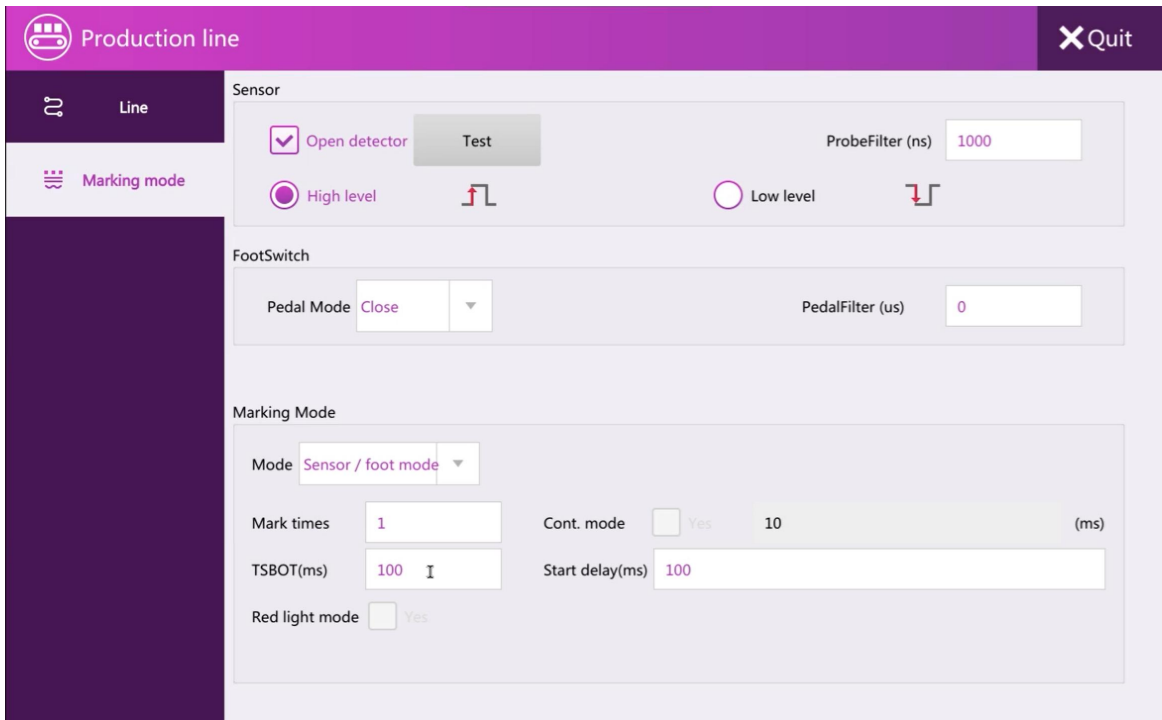 Production line
Quit
Line
Marking mode
Sensor
Open detector
Test
ProbeFilter (ns)
1000
High level
Low level
FootSwitch
Pedal Mode
Close
PedalFilter (us)
0
Marking Mode
Mode
Sensor / foot mode
Mark times
1
Cont. mode
Yes
10
(ms)
TSBOT(ms)
100
Start delay(ms)
100
Red light mode
Yes